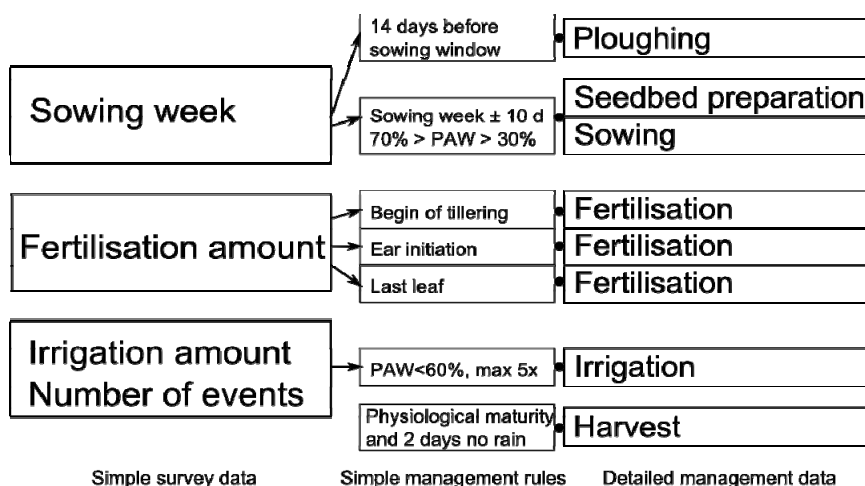 14 days before
sowing window
Ploughing
Sowing week
Sowing week ± 10 d
70% > PAW > 30%
Seedbed preparation
Sowing
Fertilisation amount
Begin of tillering
Fertilisation
Ear initiation
Fertilisation
Last leaf
Fertilisation
Irrigation amount
Number of events
PAW<60%, max 5x
Irrigation
Physiological maturity
and 2 days no rain
Harvest
Simple survey data
Simple management rules
Detailed management data